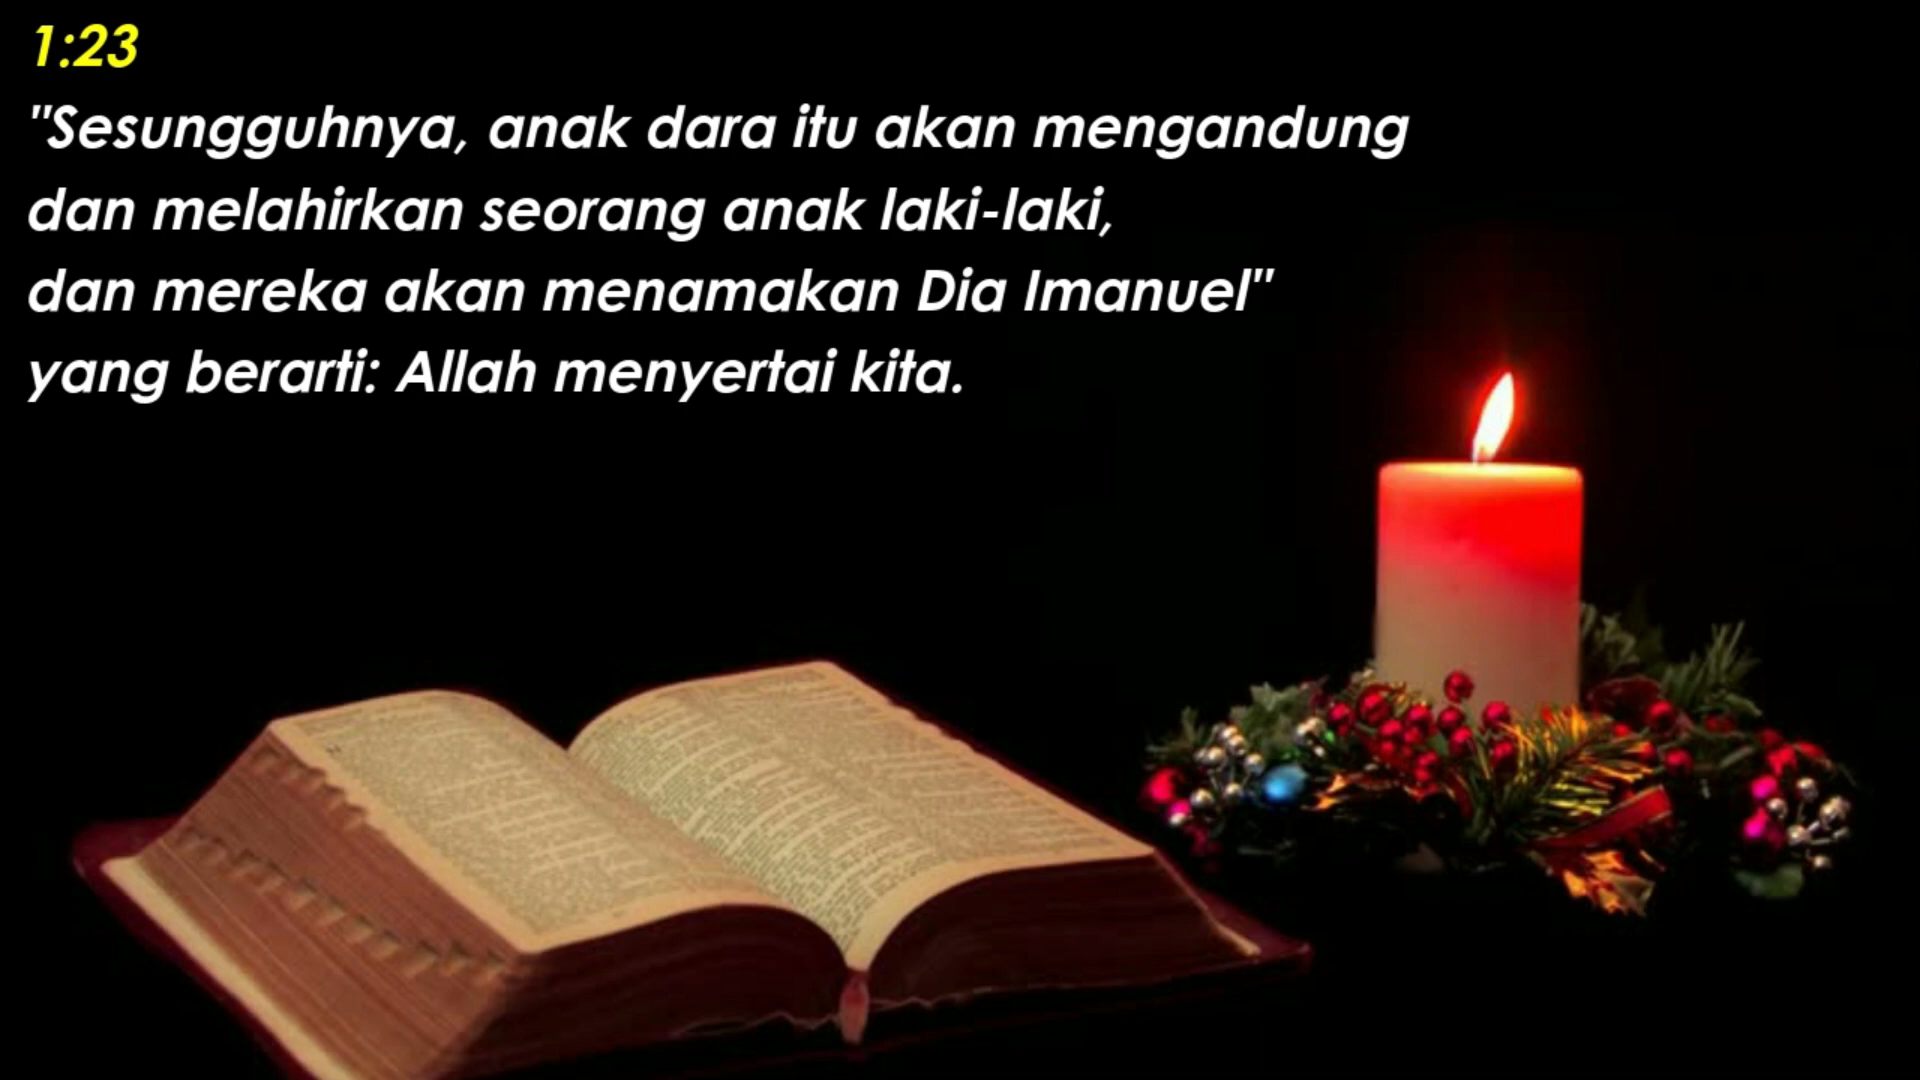 1:23
"Sesungguhnya, anak dara itu akan mengandung
dan melahirkan seorang anak laki-laki,
dan mereka akan menamakan Dia Imanuel"
yang berarti: Allah menyertai kita.